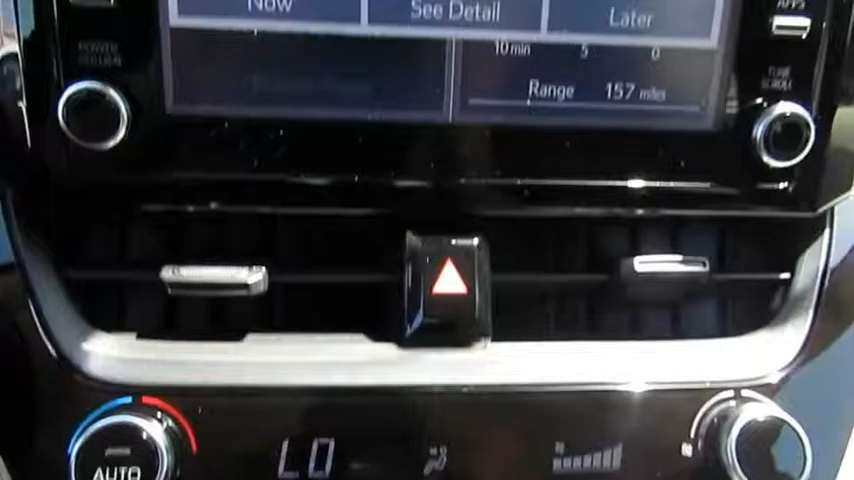 Now See Detail Later
APPS
POWER
VOLUME
10 min 5 0
TUNE
SCROLL
Range 157 miles
AUTO
LO